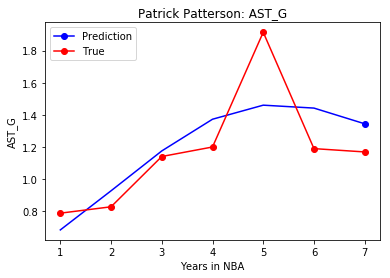 Patrick Patterson: AST_G
Prediction
True
AST_G
1.8
1.6
1.4
1.2
1.0
0.8
1 2 3 4 5 6 7
Years in NBA